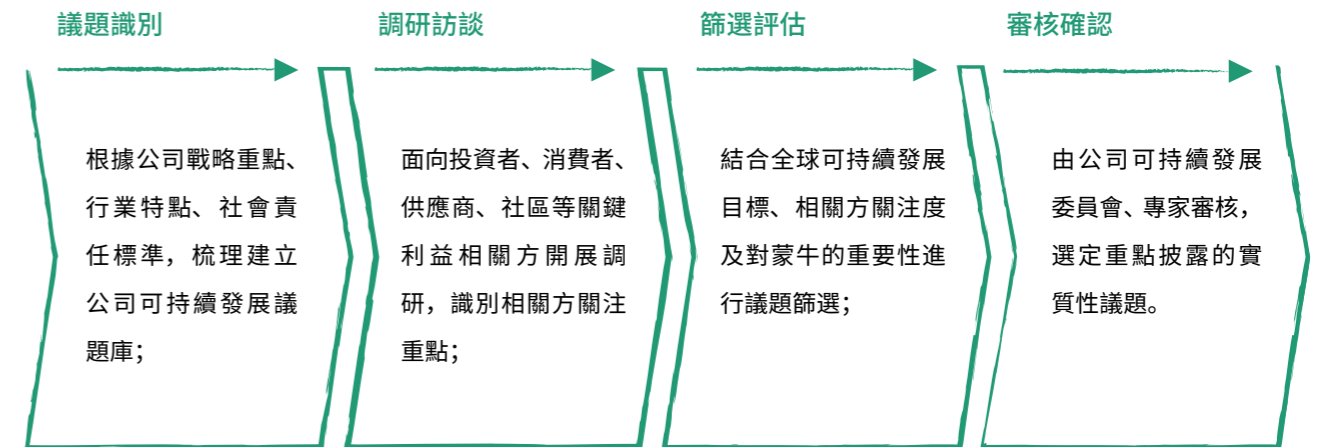 議題識別
根據公司戰略重點、
行業特點、社會責
任標準，梳理建立
公司可持續發展議
題庫；
調研訪談
面向投資者、消費者、
供應商、社區等關鍵
利益相關方開展調
研，識別相關方關注
重點；
篩選評估
結合全球可持續發展
目標、相關方關注度
及對蒙牛的重要性進
行議題篩選；
審核確認
由公司可持續發展
委員會、專家審核，
選定重點披露的實
質性議題。